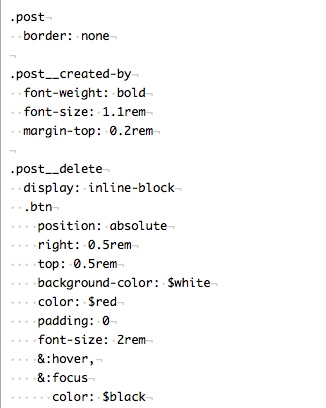 .post
  border: none

.post__created-by
  font-weight: bold
  font-size: 1.1rem
  margin-top: 0.2rem

.post__delete
  display: inline-block
  .btn
    position: absolute
    right: 0.5rem
    top: 0.5rem
    background-color: $white
    color: $red
    padding: 0
    font-size: 2rem
    &:hover,
    &:focus
      color: $black